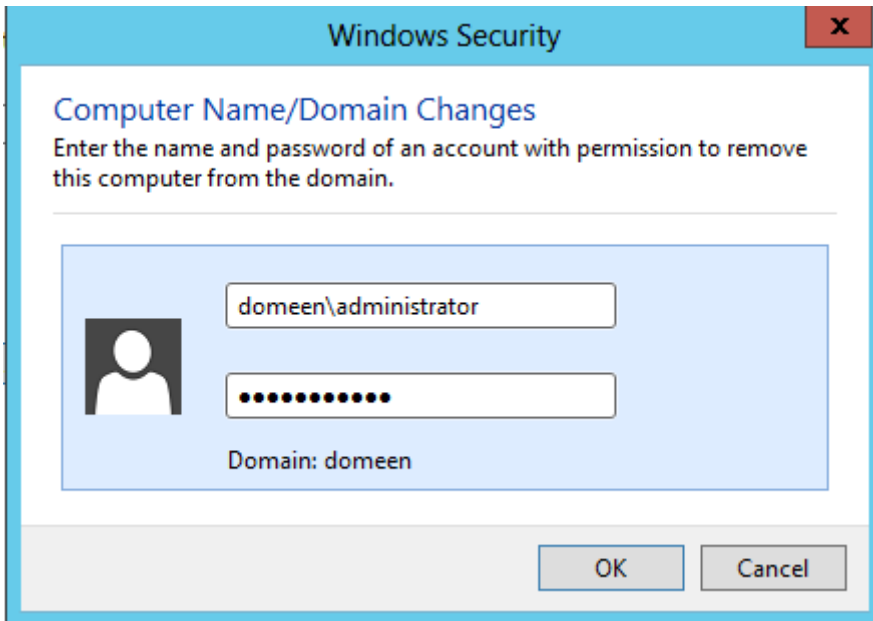 Windows Security
x
Computer Name/Domain Changes
Enter the name and password of an account with permission to remove
this computer from the domain.
domeen\administrator
●●●●●●●●●●●
Domain: domeen
OK
Cancel